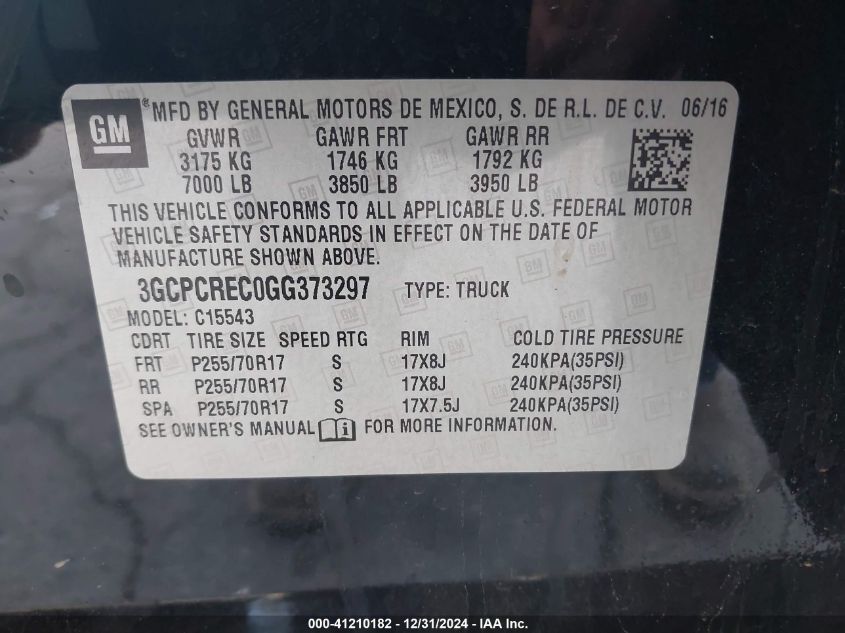 GM ®MFD BY GENERAL MOTORS DE MEXICO, S. DE R.L. DE C.V. 06/16
GVWR GAWR FRT GAWR RR
3175 KG 1746 KG 1792 KG
7000 LB 3850 LB 3950 LB
THIS VEHICLE CONFORMS TO ALL APPLICABLE U.S. FEDERAL MOTOR
VEHICLE SAFETY STANDARDS IN EFFECT ON THE DATE OF
MANUFACTURE SHOWN ABOVE.
3GCPCREC0GG373297 TYPE: TRUCK
MODEL: C15543
CDRT TIRE SIZE SPEED RTG RIM COLD TIRE PRESSURE
FRT P255/70R17 S 17X8J 240KPA(35PSI)
RR P255/70R17 S 17X8J 240KPA(35PSI)
SPA P255/70R17 S 17X7.5J 240KPA(35PSI)
SEE OWNER'S MANUAL FOR MORE INFORMATION.
000-41210182 - 12/31/2024 - IAA Inc.